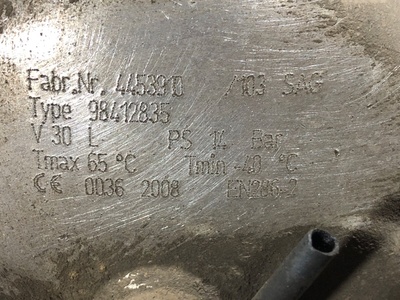 Fabr.Nr. 4453910 /103 SAG
Type 98412835
V 30 L PS 14 Bar
Tmax 65 °C Tmin -40 °C
CE 0036 2008 EN286-2